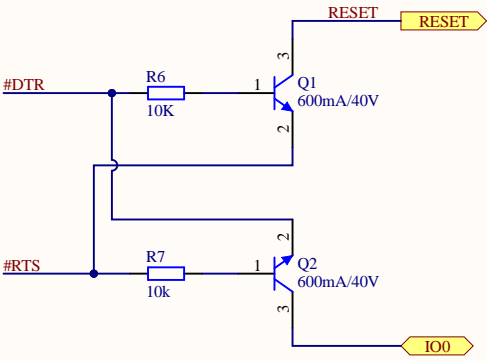 RESET
RESET
3
#DTR
R6
1
Q1
10K
600mA/40V
2
2
#RTS
R7
1
Q2
10k
600mA/40V
3
IO0